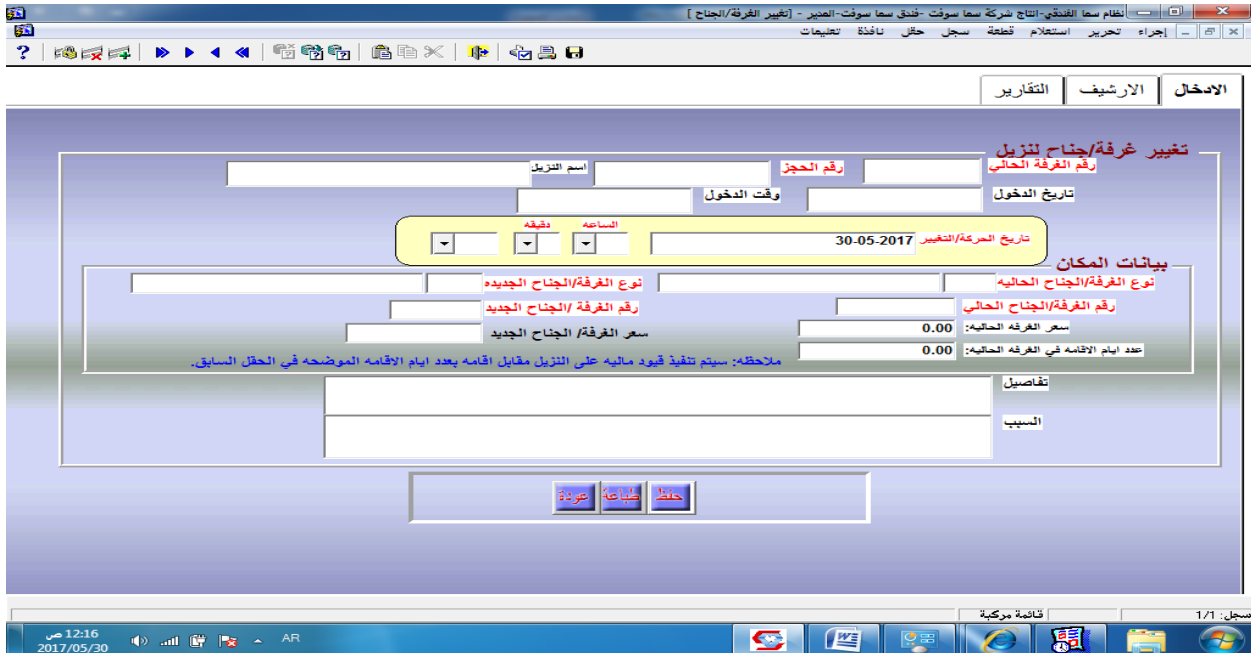 نظام سما الفندقي-انتاج شركة سما سوفت -فندق سما سوفت-المدير - [تغيير الغرفة/الجناح ]
إجراء تحرير استعلام قطعة سجل حقل نافذة تعليمات
الادخال الارشيف التقارير
تغيير غرفة/جناح لنزيل
رقم الغرفة الحالي رقم الحجز اسم النزيل
تاريخ الدخول وقت الدخول
الساعه دقيقه
تاريخ الحركة/التغيير 30-05-2017
بيانات المكان
نوع الغرفة/الجناح الحاليه نوع الغرفة/الجناح الجديده
رقم الغرفة/الجناح الحالي رقم الغرفة /الجناح الجديد
سعر الغرفه الحاليه: 0.00 سعر الغرفة/ الجناح الجديد
عدد ايام الاقامه في الغرفه الحاليه: 0.00
ملاحظه: سيتم تنفيذ قيود ماليه على النزيل مقابل اقامه بعدد ايام الاقامه الموضحه في الحقل السابق.
تفاصيل
السبب
حفظ طباعة عودة
سجل: 1/1 قائمة مركبة
AR
12:16 ص
2017/05/30